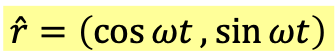 r̂ = (cos ωt , sin ωt)